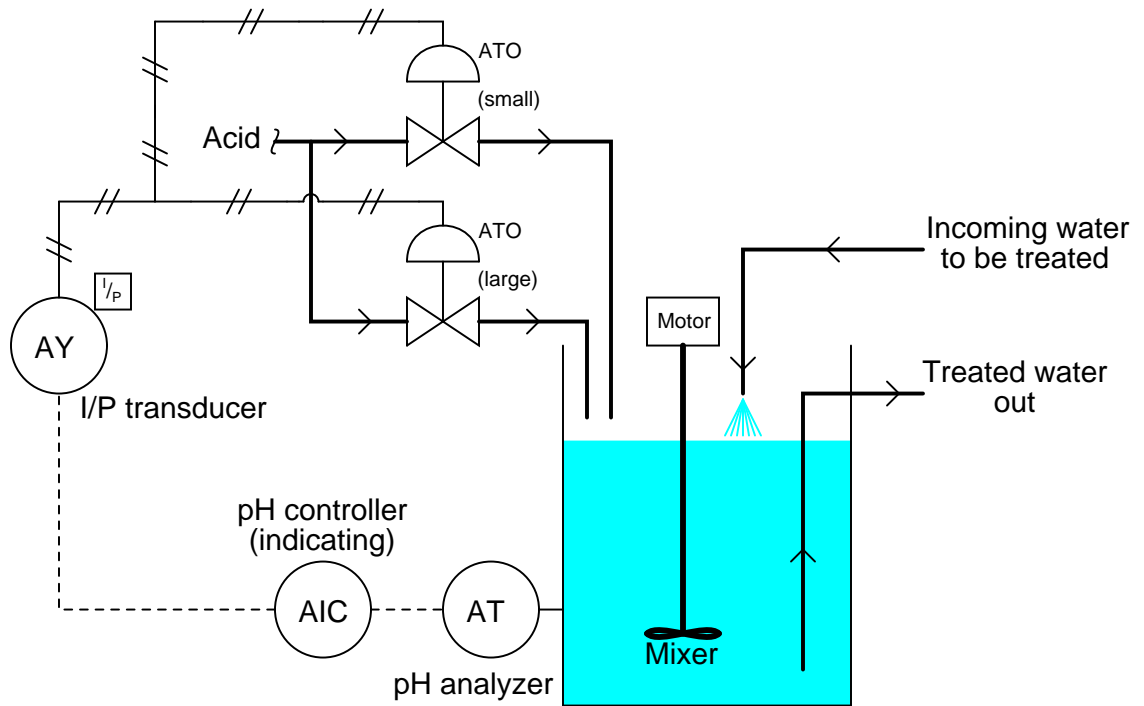 ATO
(small)
Acid
ATO
(large)
Incoming water
to be treated
I/P
Motor
AY
I/P transducer
Treated water
out
pH controller
(indicating)
AIC
AT
Mixer
pH analyzer